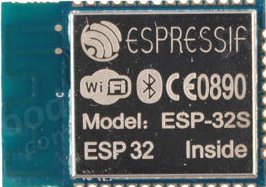 ESPRESSIF
Wi Fi CE0890
Model: ESP-32S
ESP 32 Inside